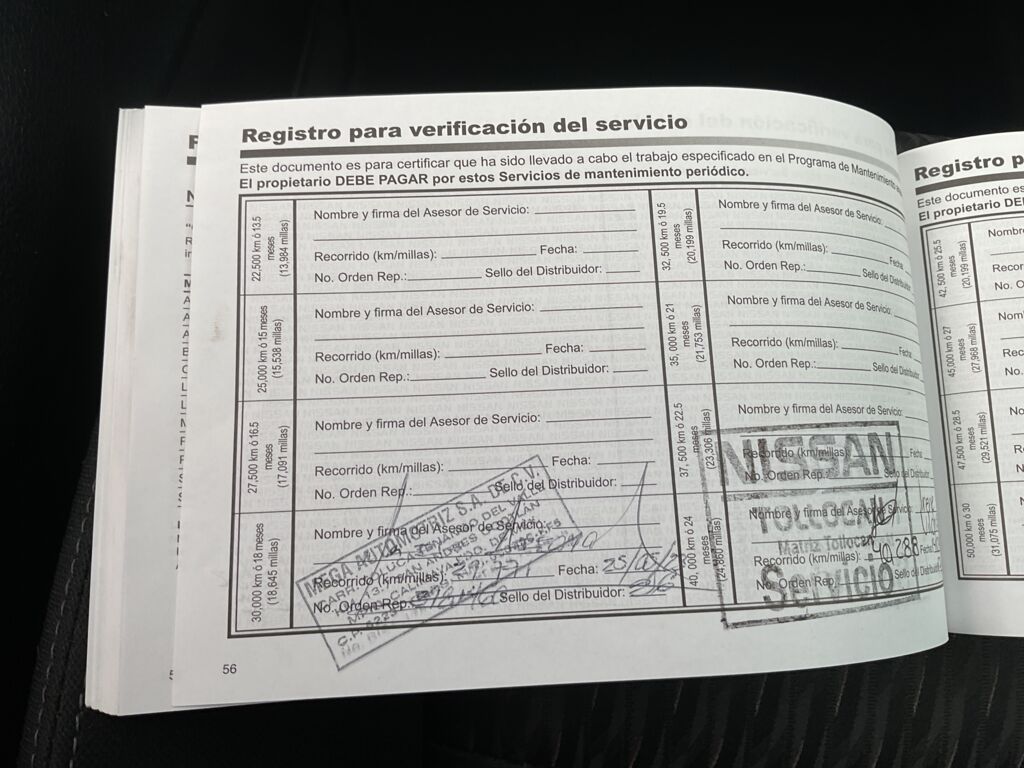 Registro para verificación del servicio
Este documento es para certificar que ha sido llevado a cabo el trabajo especificado en el Programa de Mantenimiento
El propietario DEBE PAGAR por estos Servicios de mantenimiento periódico.
22,500 km ó 13.5
meses
(13,984 millas)
Nombre y firma del Asesor de Servicio:
Recorrido (km/millas): Fecha:
No. Orden Rep.: Sello del Distribuidor:
25,000 km ó 15 meses
(15,538 millas)
Nombre y firma del Asesor de Servicio:
Recorrido (km/millas): Fecha:
No. Orden Rep.: Sello del Distribuidor:
27,500 km ó 16.5
meses
(17,091 millas)
Nombre y firma del Asesor de Servicio:
Recorrido (km/millas): Fecha:
No. Orden Rep.: Sello del Distribuidor:
30,000 km ó 18 meses
(18,645 millas)
Nombre y firma del Asesor de Servicio:
Recorrido (km/millas): Fecha:
No. Orden Rep. Sello del Distribuidor:
MEGA AUTOMOTRIZ S.A. DE C.V.
32,500 km ó 19.5
meses
(20,199 millas)
Nombre y firma del Asesor de Servicio:
Recorrido (km/millas): Fecha
No. Orden Rep.: Sello del Distribuidor
35,000 km ó 21
meses
(21,753 millas)
Nombre y firma del Asesor de Servicio:
Recorrido (km/millas): Fecha
No. Orden Rep.: Sello del Distribuidor
37,500 km ó 22.5
meses
(23,306 millas)
Nombre y firma del Asesor de Servicio:
Recorrido (km/millas) Fecha
No. Orden Rep.: Sello del Distribuidor
40,000 km ó 24
meses
(24,860 millas)
Nombre y firma del Asesor de Servicio:
Recorrido (km/millas): 40,288 Fecha
No. Orden Rep. Sello del Distribuidor
NISSAN
TOLLOCAN
Matriz Tollocan
SERVICIO
56
Registro p
Este documento es
El propietario DE
42,500 km ó 25.5
meses
(20,199 millas)
No. O
45,000 km ó 27
meses
(27,968 millas)
No. O
47,500 km ó 28.5
meses
(29,521 millas)
50,000 km ó 30
meses
(31,075 millas)